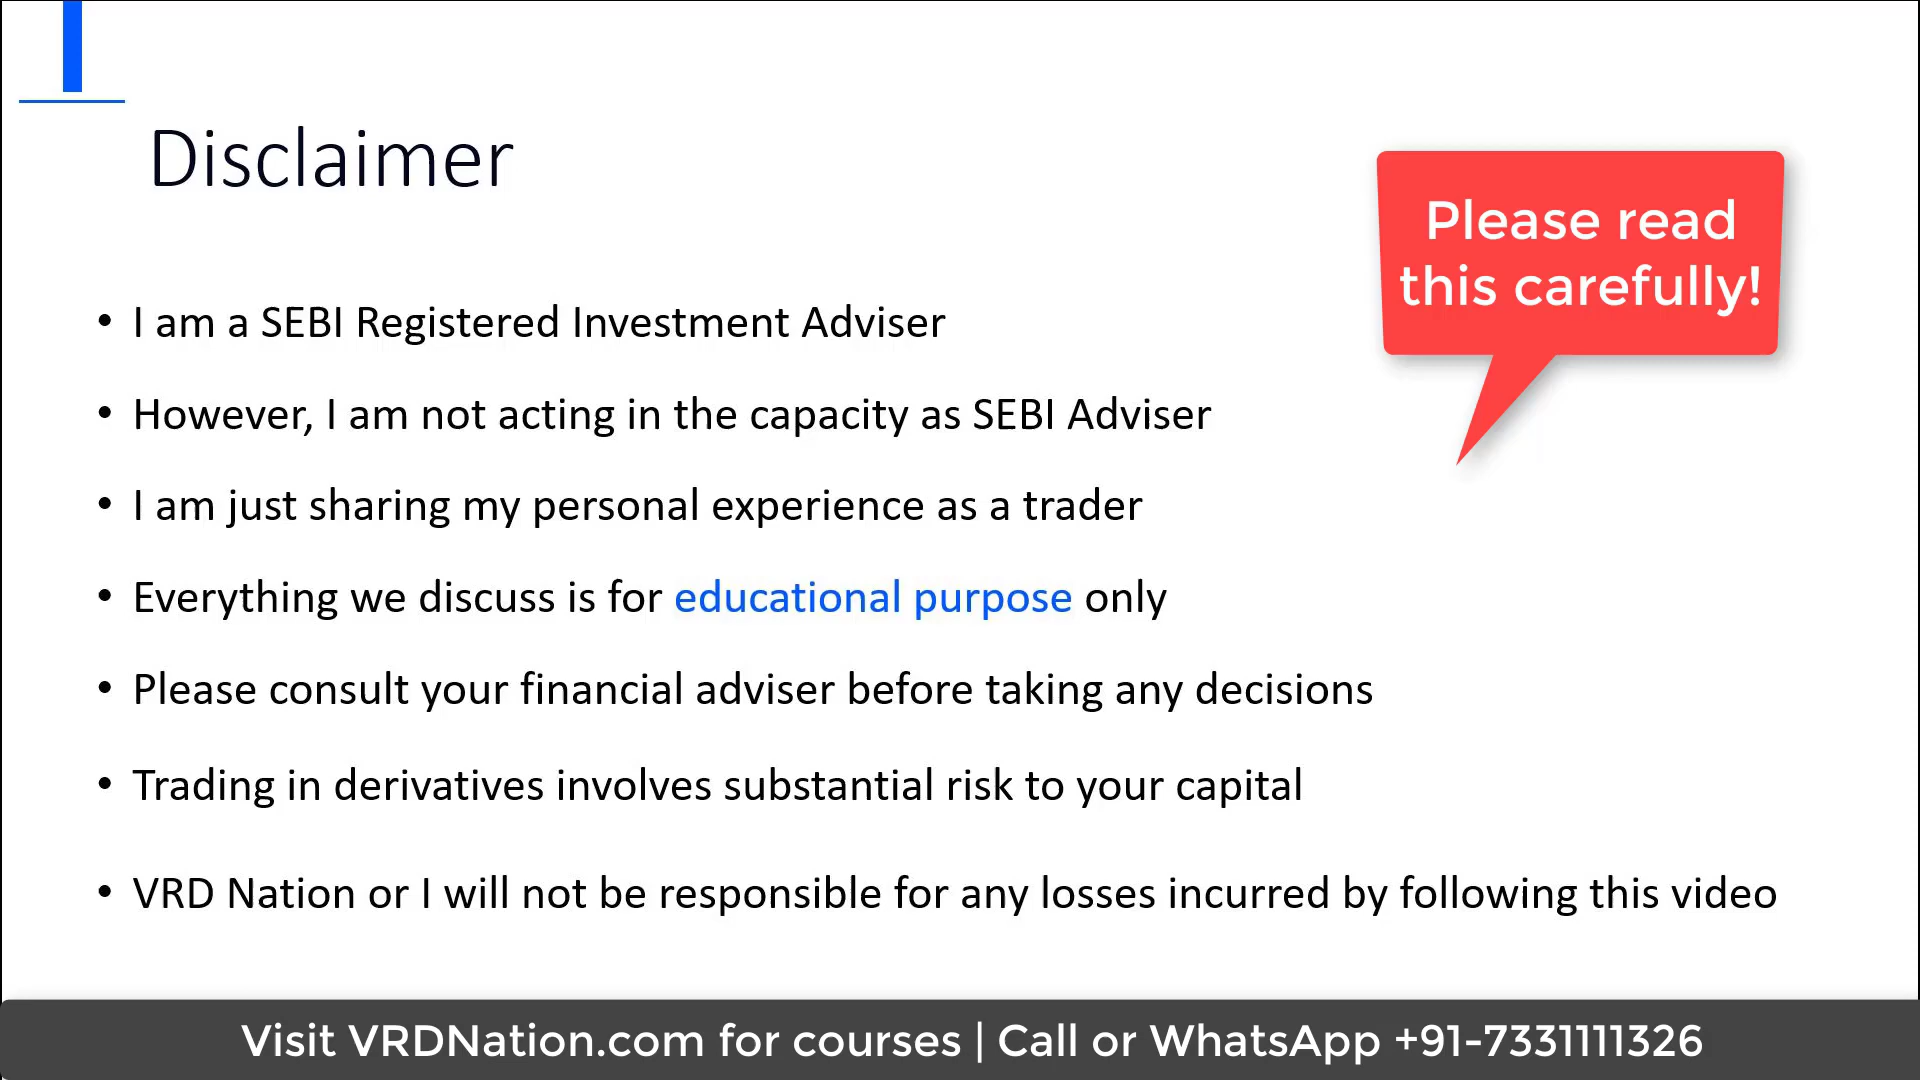 Disclaimer
Please read
this carefully!
• I am a SEBI Registered Investment Adviser
• However, I am not acting in the capacity as SEBI Adviser
• I am just sharing my personal experience as a trader
• Everything we discuss is for educational purpose only
• Please consult your financial adviser before taking any decisions
• Trading in derivatives involves substantial risk to your capital
• VRD Nation or I will not be responsible for any losses incurred by following this video
Visit VRDNation.com for courses | Call or WhatsApp +91-7331111326